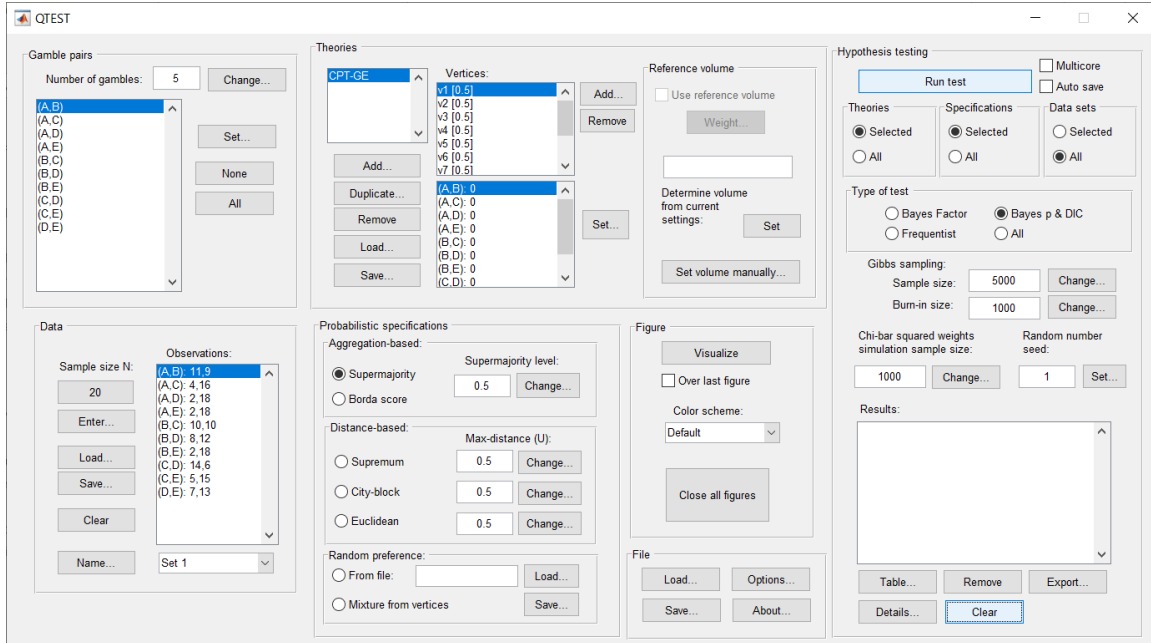 QTEST
Gamble pairs
Number of gambles: 5 Change...
(A,B)
(A,C)
(A,D)
(A,E)
(B,C)
(B,D)
(B,E)
(C,D)
(C,E)
(D,E)
Set...
None
All
Theories
CPT-GE
Add...
Duplicate...
Remove
Load...
Save...
Vertices:
v1 [0.5]
v2 [0.5]
v3 [0.5]
v4 [0.5]
v5 [0.5]
v6 [0.5]
v7 [0.5]
Add...
Remove
(A,B): 0
(A,C): 0
(A,D): 0
(A,E): 0
(B,C): 0
(B,D): 0
(B,E): 0
(C,D): 0
Set...
Reference volume
Use reference volume
Weight...
Determine volume
from current
settings:
Set
Set volume manually...
Hypothesis testing
Run test
Multicore
Auto save
Theories
Selected
All
Specifications
Selected
All
Data sets
Selected
All
Type of test
Bayes Factor
Bayes p & DIC
Frequentist
All
Gibbs sampling:
Sample size: 5000 Change...
Burn-in size: 1000 Change...
Chi-bar squared weights
simulation sample size:
1000 Change...
Random number
seed:
1 Set...
Results:
Table... Remove Export...
Details... Clear
Data
Sample size N:
20
Enter...
Load...
Save...
Clear
Name...
Observations:
(A,B): 11,9
(A,C): 4,16
(A,D): 2,18
(A,E): 2,18
(B,C): 10,10
(B,D): 8,12
(B,E): 2,18
(C,D): 14,6
(C,E): 5,15
(D,E): 7,13
Set 1
Probabilistic specifications
Aggregation-based:
Supermajority
Borda score
Supermajority level:
0.5 Change...
Distance-based:
Max-distance (U):
Supremum 0.5 Change...
City-block 0.5 Change...
Euclidean 0.5 Change...
Random preference:
From file: Load...
Mixture from vertices Save...
Figure
Visualize
Over last figure
Color scheme:
Default
Close all figures
File
Load... Options...
Save... About...